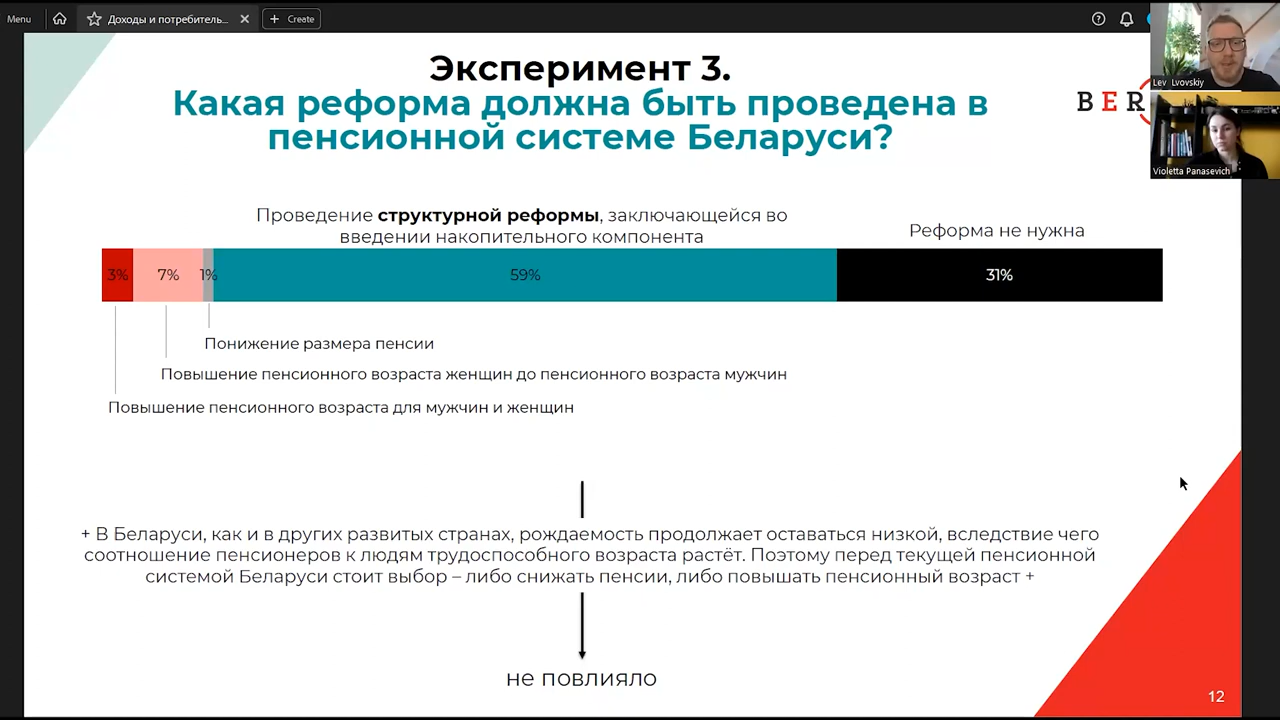 Menu
Доходы и потребитель...
Create
Эксперимент 3.
Какая реформа должна быть проведена в
пенсионной системе Беларуси?
BER
Lev Lvovskiy
Violetta Panasevich
Проведение структурной реформы, заключающейся во
введении накопительного компонента
Реформа не нужна
3%
7%
1%
59%
31%
Понижение размера пенсии
Повышение пенсионного возраста женщин до пенсионного возраста мужчин
Повышение пенсионного возраста для мужчин и женщин
+ В Беларуси, как и в других развитых странах, рождаемость продолжает оставаться низкой, вследствие чего
соотношение пенсионеров к людям трудоспособного возраста растёт. Поэтому перед текущей пенсионной
системой Беларуси стоит выбор – либо снижать пенсии, либо повышать пенсионный возраст +
не повлияло
12